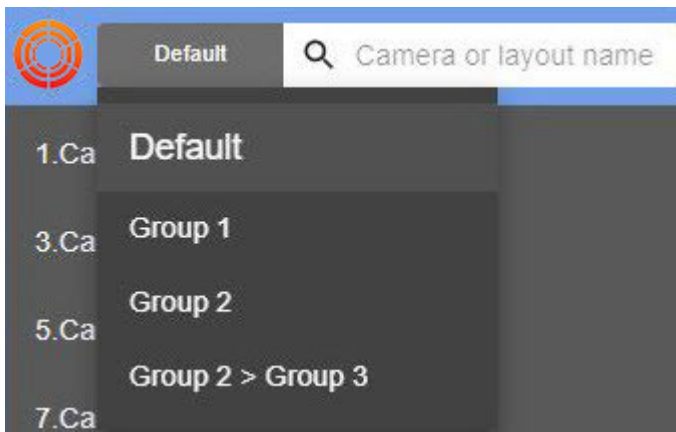 Default
Camera or layout name
Default
1.Ca
Group 1
3.Ca
Group 2
5.Ca
Group 2 > Group 3
7.Ca